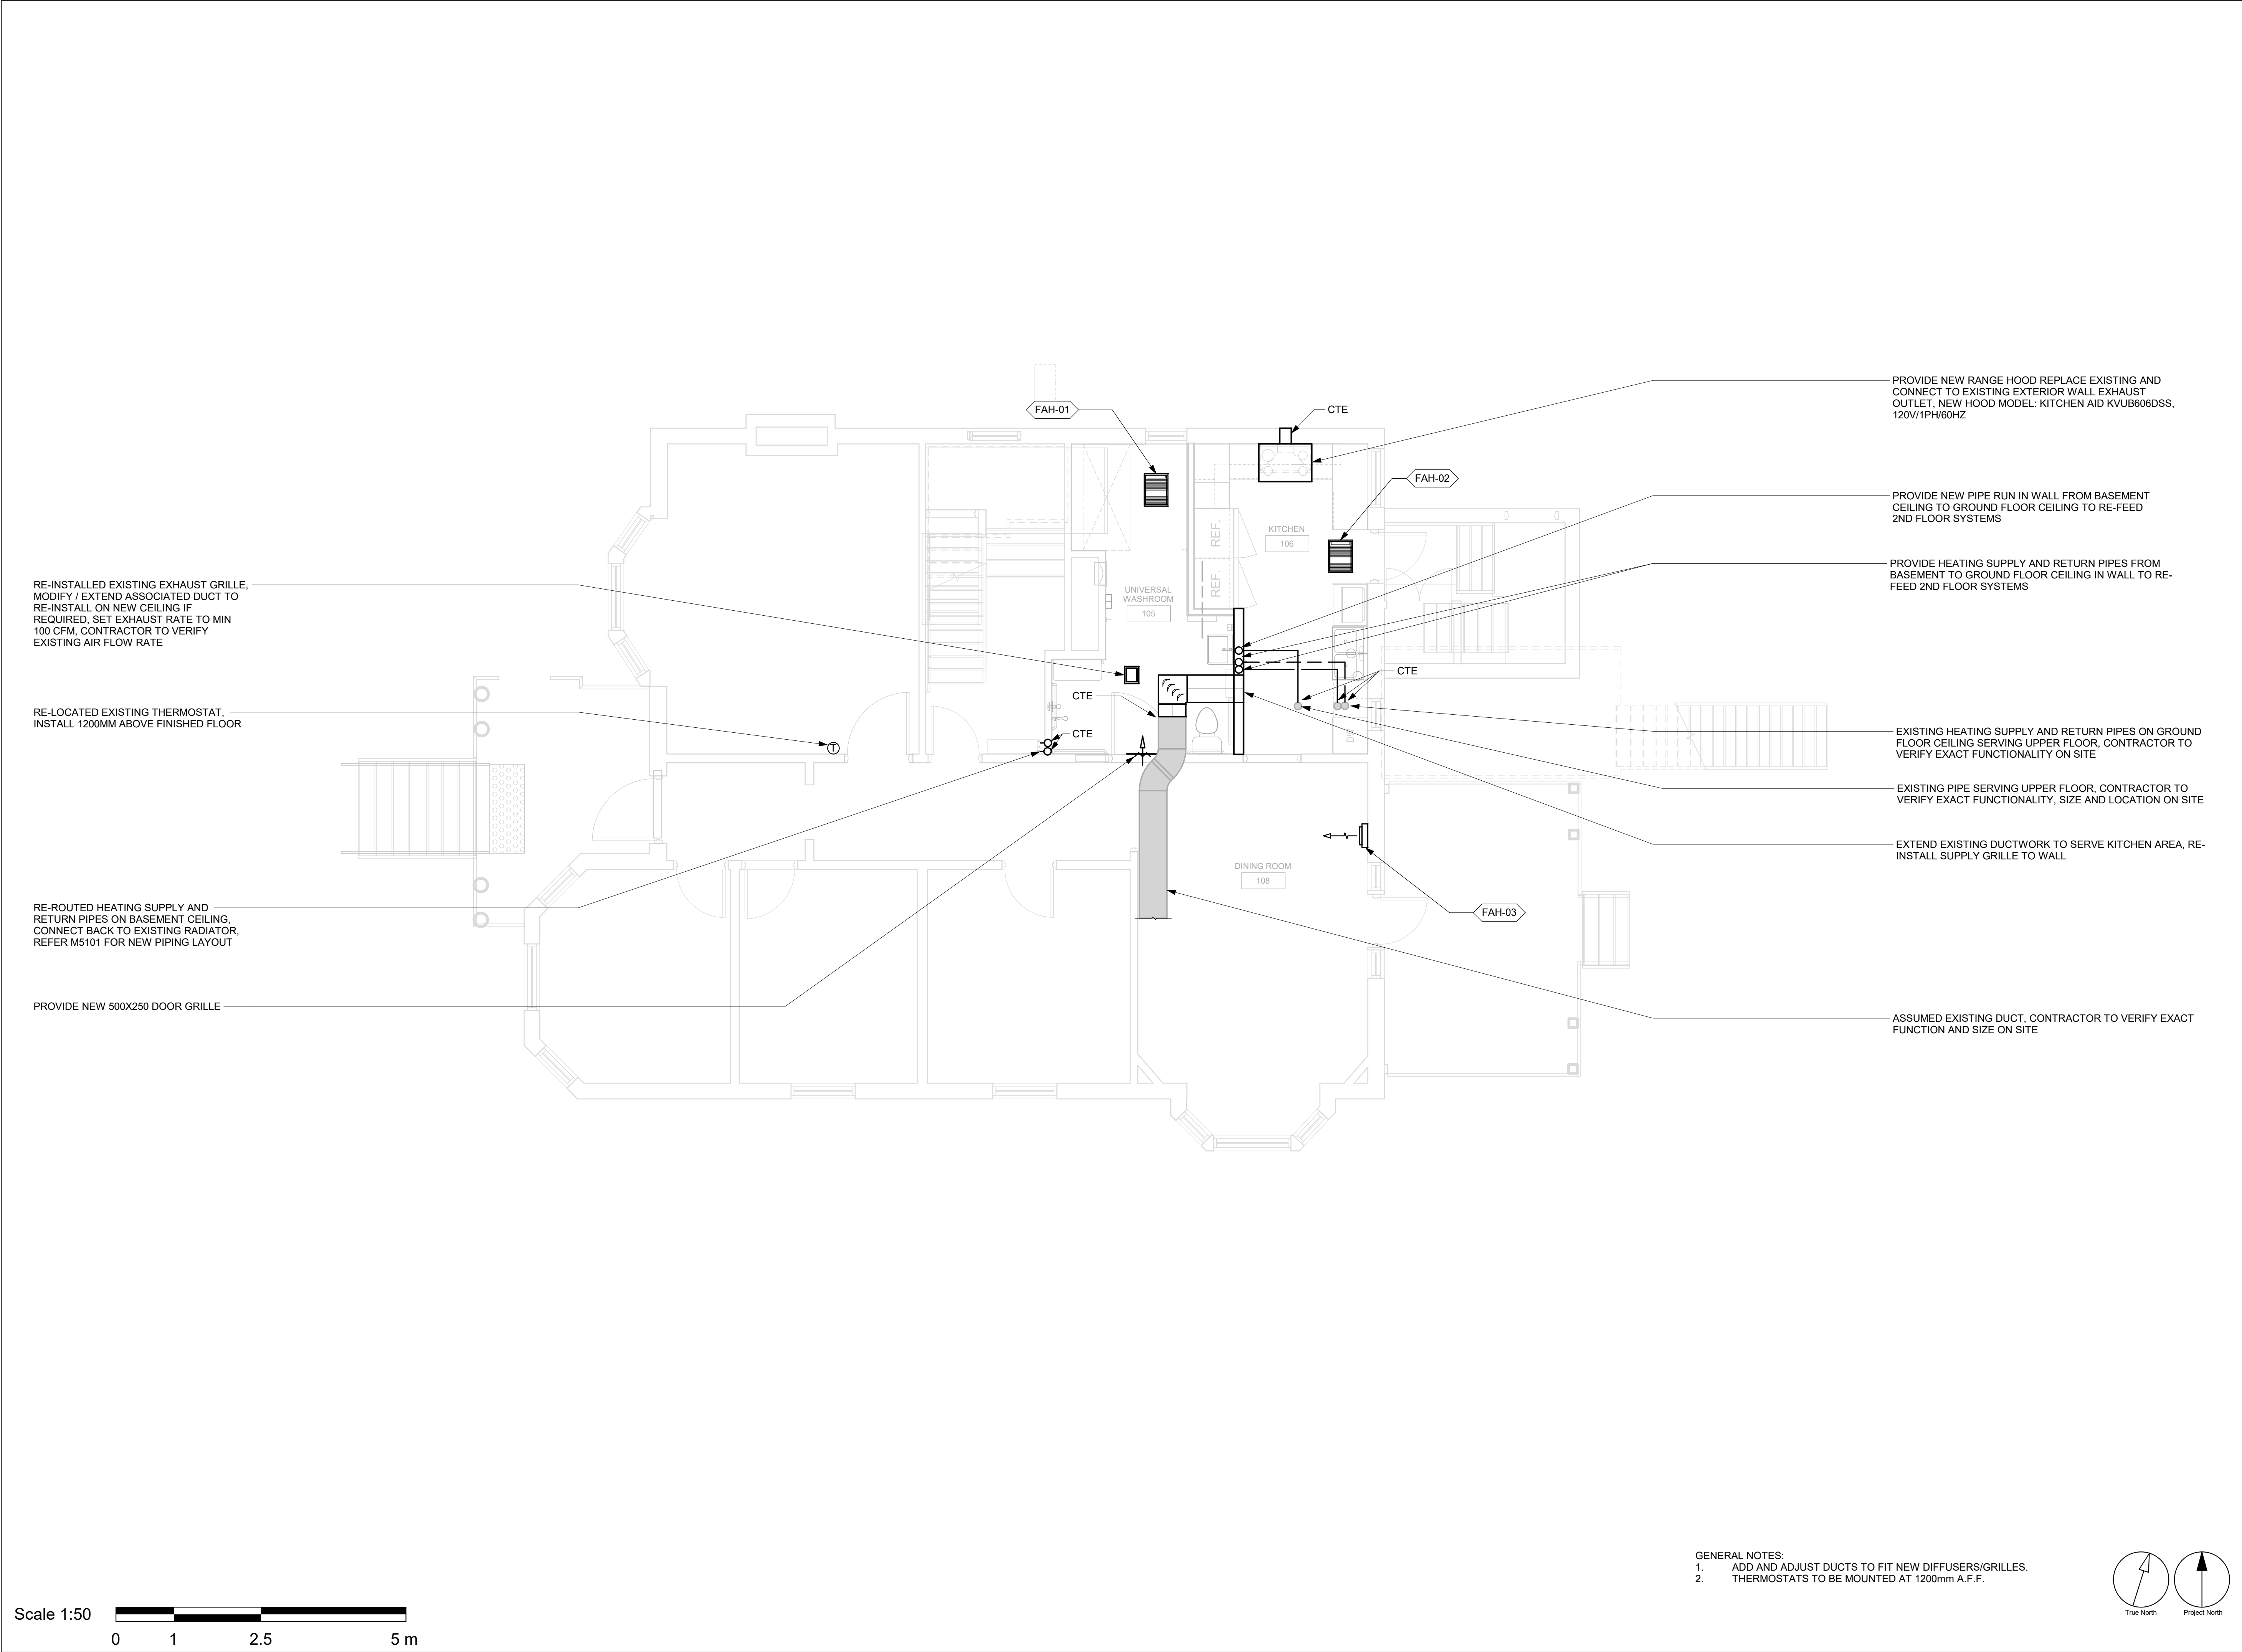 PROVIDE NEW RANGE HOOD REPLACE EXISTING AND
CONNECT TO EXISTING EXTERIOR WALL EXHAUST
OUTLET, NEW HOOD MODEL: KITCHEN AID KVUB606DSS,
120V/1PH/60HZ
FAH-01
CTE
FAH-02
PROVIDE NEW PIPE RUN IN WALL FROM BASEMENT
CEILING TO GROUND FLOOR CEILING TO RE-FEED
2ND FLOOR SYSTEMS
REF.
KITCHEN
106
PROVIDE HEATING SUPPLY AND RETURN PIPES FROM
BASEMENT TO GROUND FLOOR CEILING IN WALL TO RE-
FEED 2ND FLOOR SYSTEMS
RE-INSTALLED EXISTING EXHAUST GRILLE,
MODIFY / EXTEND ASSOCIATED DUCT TO
RE-INSTALL ON NEW CEILING IF
REQUIRED, SET EXHAUST RATE TO MIN
100 CFM, CONTRACTOR TO VERIFY
EXISTING AIR FLOW RATE
UNIVERSAL
WASHROOM
105
REF.
CTE
CTE
RE-LOCATED EXISTING THERMOSTAT,
INSTALL 1200MM ABOVE FINISHED FLOOR
T
CTE
DW
EXISTING HEATING SUPPLY AND RETURN PIPES ON GROUND
FLOOR CEILING SERVING UPPER FLOOR, CONTRACTOR TO
VERIFY EXACT FUNCTIONALITY ON SITE
EXISTING PIPE SERVING UPPER FLOOR, CONTRACTOR TO
VERIFY EXACT FUNCTIONALITY, SIZE AND LOCATION ON SITE
EXTEND EXISTING DUCTWORK TO SERVE KITCHEN AREA, RE-
INSTALL SUPPLY GRILLE TO WALL
DINING ROOM
108
RE-ROUTED HEATING SUPPLY AND
RETURN PIPES ON BASEMENT CEILING,
CONNECT BACK TO EXISTING RADIATOR,
REFER M5101 FOR NEW PIPING LAYOUT
FAH-03
PROVIDE NEW 500X250 DOOR GRILLE
ASSUMED EXISTING DUCT, CONTRACTOR TO VERIFY EXACT
FUNCTION AND SIZE ON SITE
GENERAL NOTES:
1. ADD AND ADJUST DUCTS TO FIT NEW DIFFUSERS/GRILLES.
2. THERMOSTATS TO BE MOUNTED AT 1200mm A.F.F.
True North
Project North
Scale 1:50
0 1 2.5 5 m